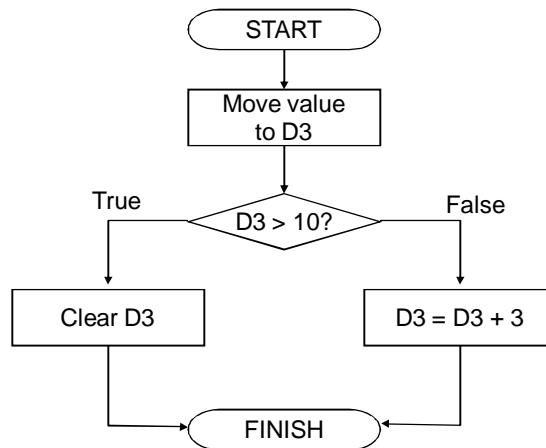 START
Move value
to D3
True
False
D3 > 10?
Clear D3
D3 = D3 + 3
FINISH